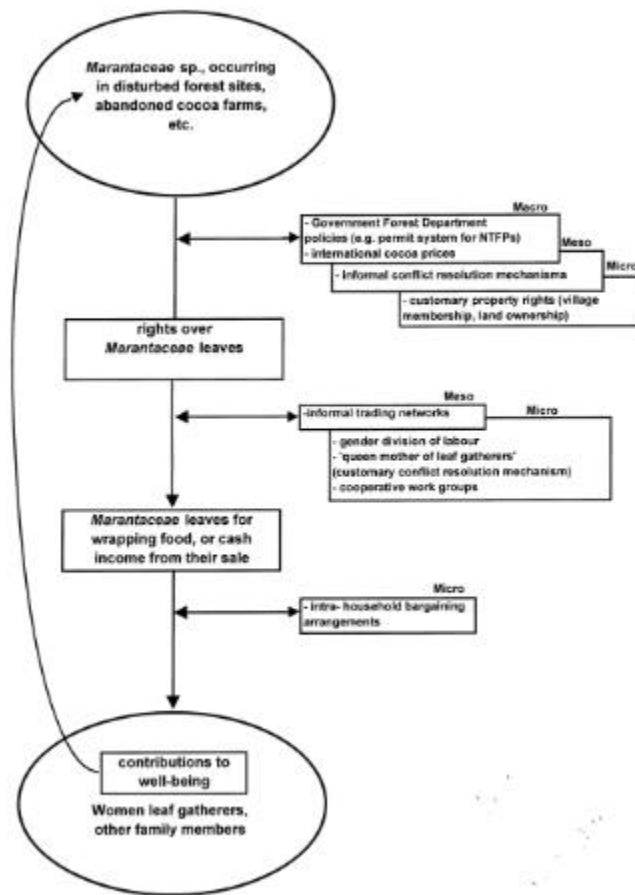 Marantaceae sp., occurring
in disturbed forest sites,
abandoned cocoa farms,
etc.
Macro
- Government Forest Department
policies (e.g. permit system for NTFPs)
- international cocoa prices
Meso
- informal conflict resolution mechanisms
Micro
- customary property rights (village
membership, land ownership)
rights over
Marantaceae leaves
Meso
-informal trading networks
Micro
- gender division of labour
- 'queen mother of leaf gatherers'
(customary conflict resolution mechanism)
- cooperative work groups
Marantaceae leaves for
wrapping food, or cash
income from their sale
Micro
- intra- household bargaining
arrangements
contributions to
well-being
Women leaf gatherers,
other family members